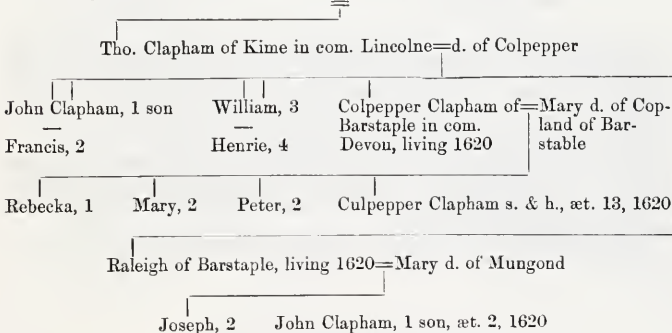 Tho. Clapham of Kime in com. Lincolne=d. of Colpepper
John Clapham, 1 son William, 3 Colpepper Clapham of=Mary d. of Cop-
Barstaple in com. land of Bar-
Francis, 2 Henrie, 4 Devon, living 1620 stable
Rebecka, 1 Mary, 2 Peter, 2 Culpepper Clapham s. & h., æt. 13, 1620
Raleigh of Barstaple, living 1620=Mary d. of Mungond
Joseph, 2 John Clapham, 1 son, æt. 2, 1620